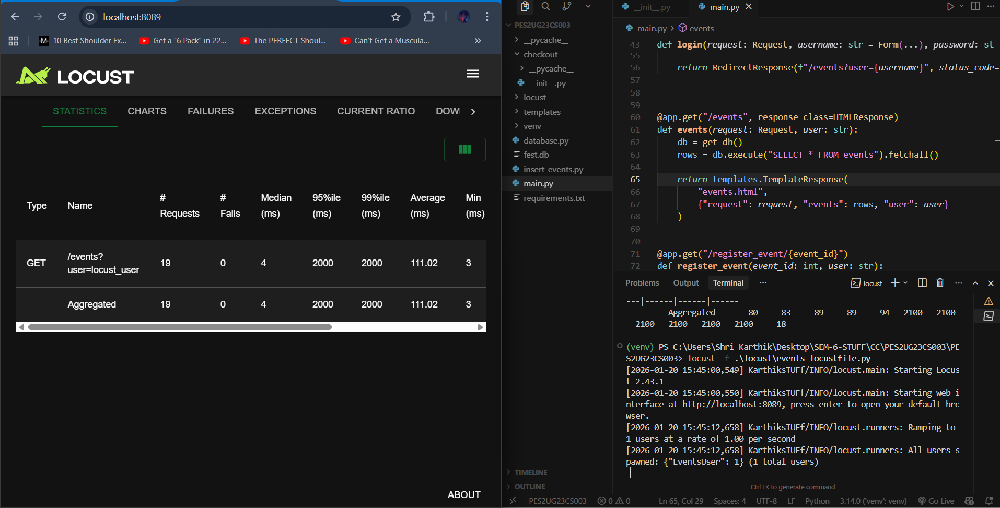 localhost:8089
10 Best Shoulder Ex...
Get a "6 Pack" in 22...
The PERFECT Shoul...
Can't Get a Muscula...
LOCUST
STATISTICS CHARTS FAILURES EXCEPTIONS CURRENT RATIO DOW
Type Name # Requests # Fails Median (ms) 95%ile (ms) 99%ile (ms) Average (ms) Min (ms)
GET /events?user=locust_user 19 0 4 2000 2000 111.02 3
Aggregated 19 0 4 2000 2000 111.02 3
ABOUT
PES2UG23CS003
__pycache__
checkout
__pycache__
__init__.py
locust
templates
venv
database.py
fest.db
insert_events.py
main.py
requirements.txt
TIMELINE
OUTLINE
__init__.py main.py
main.py > events
43 def login(request: Request, username: str = Form(...), password: st
55
56 return RedirectResponse(f"/events?user={username}", status_code=
57
58
59
60 @app.get("/events", response_class=HTMLResponse)
61 def events(request: Request, user: str):
62 db = get_db()
63 rows = db.execute("SELECT * FROM events").fetchall()
64
65 return templates.TemplateResponse(
66 "events.html",
67 {"request": request, "events": rows, "user": user}
68 )
69
70
71 @app.get("/register_event/{event_id}")
72 def register_event(event_id: int, user: str):
Problems Output Terminal ... locust
---|------|------|------
Aggregated 80 83 89 89 94 2100 2100
2100 2100 2100 2100 18
(venv) PS C:\Users\Shri Karthik\Desktop\SEM-6-STUFF\CC\PES2UG23CS003\PE
S2UG23CS003> locust -f .\locust\events_locustfile.py
[2026-01-20 15:45:00,549] KarthiksTUFf/INFO/locust.main: Starting Locus
t 2.43.1
[2026-01-20 15:45:00,550] KarthiksTUFf/INFO/locust.main: Starting web i
nterface at http://localhost:8089, press enter to open your default bro
wser.
[2026-01-20 15:45:12,658] KarthiksTUFf/INFO/locust.runners: Ramping to
1 users at a rate of 1.00 per second
[2026-01-20 15:45:12,658] KarthiksTUFf/INFO/locust.runners: All users s
pawned: {"EventsUser": 1} (1 total users)
Ctrl+K to generate command
PES2UG23CS003 0 0 Ln 65, Col 29 Spaces: 4 UTF-8 LF Python 3.14.0 ('venv': venv) Go Live